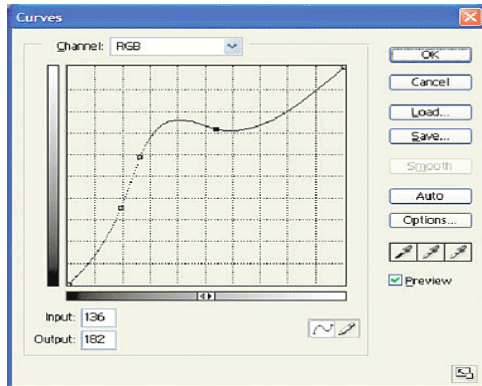 Curves
Channel: RGB
OK
Cancel
Load...
Save...
Smooth
Auto
Options...
Preview
Input: 136
Output: 182